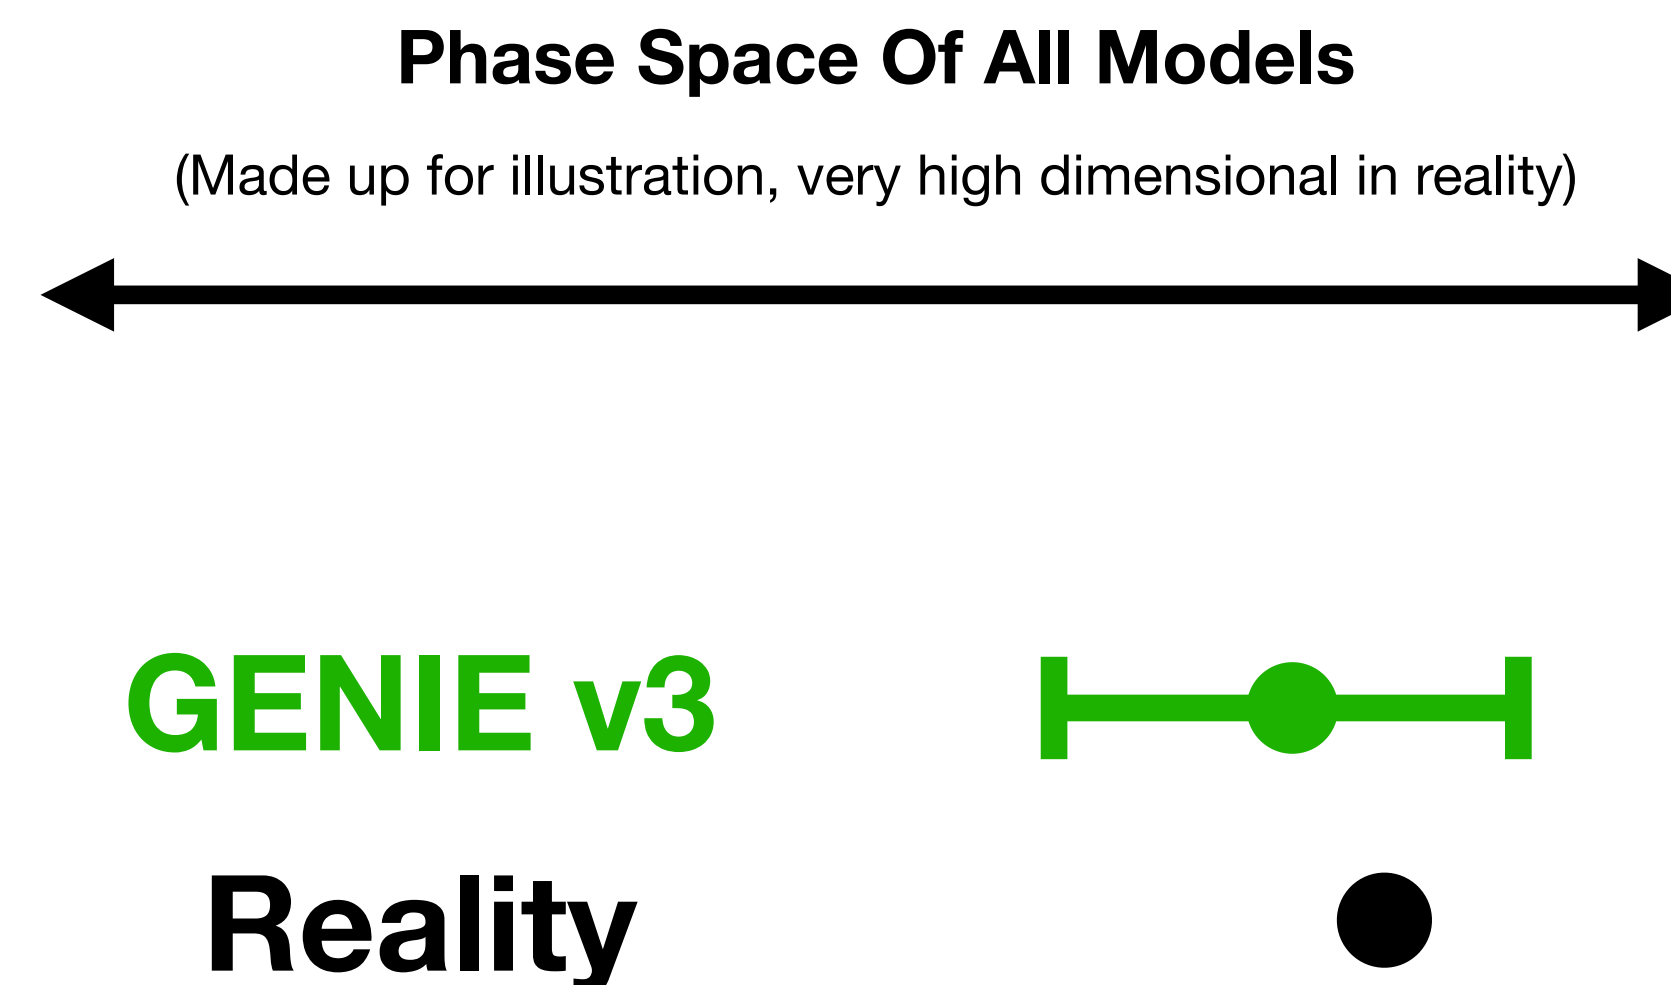 Phase Space Of All Models
(Made up for illustration, very high dimensional in reality)
GENIE v3
Reality